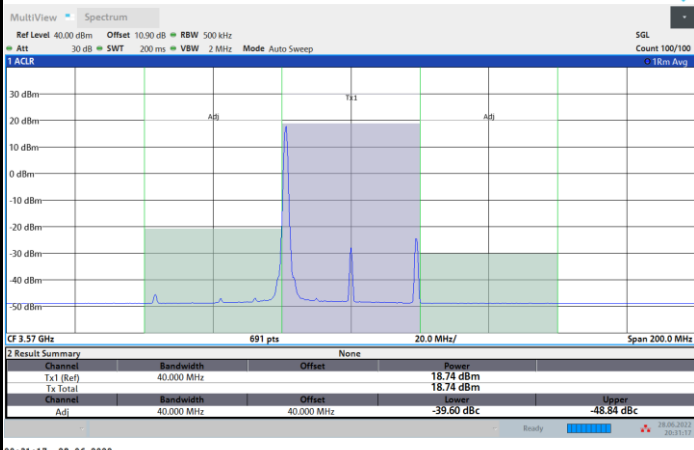 MultiView Spectrum
Ref Level 40.00 dBm Offset 10.90 dB RBW 500 kHz SGL
Att 30 dB SWT 200 ms VBW 2 MHz Mode Auto Sweep Count 100/100
1 ACLR 1Rm Avg
30 dBm
Tx1
20 dBm
Adj Adj
10 dBm
0 dBm
-10 dBm
-20 dBm
-30 dBm
-40 dBm
-50 dBm
CF 3.57 GHz 691 pts 20.0 MHz/ Span 200.0 MHz
2 Result Summary None
Channel Bandwidth Offset Power
Tx1 (Ref) 40.000 MHz 18.74 dBm
Tx Total 18.74 dBm
Channel Bandwidth Offset Lower Upper
Adj 40.000 MHz 40.000 MHz -39.60 dBc -48.84 dBc
Ready 28.06.2022
20:31:17